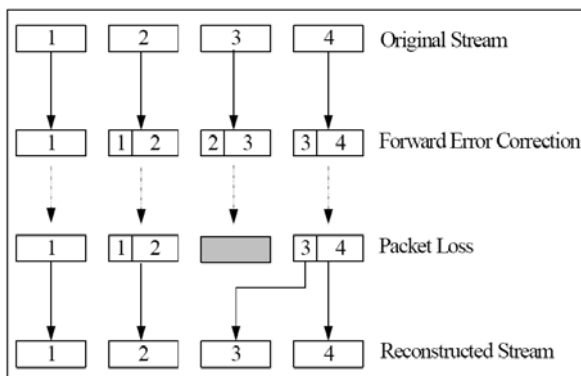 1 2 3 4 Original Stream
1 1 2 2 3 3 4 Forward Error Correction
1 1 2 3 4 Packet Loss
1 2 3 4 Reconstructed Stream